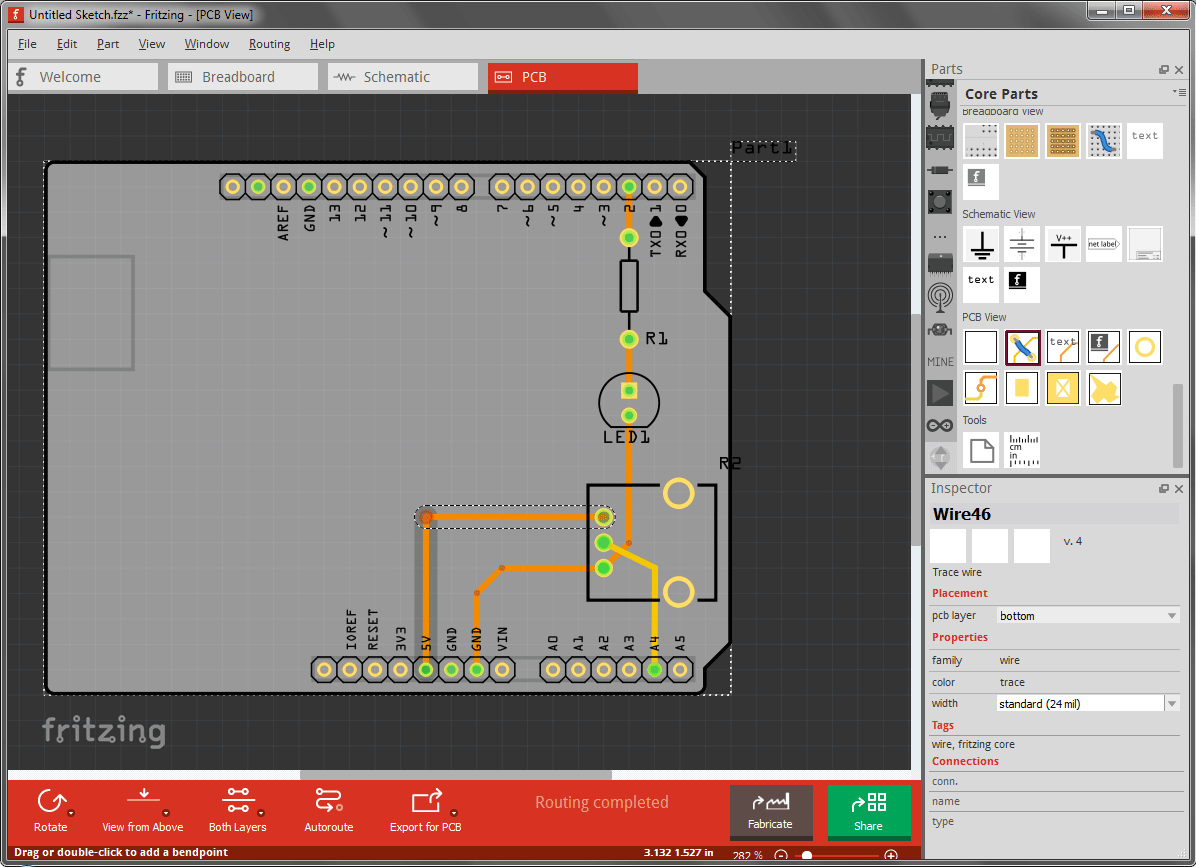 Untitled Sketch.fzz* - Fritzing - [PCB View]
File Edit Part View Window Routing Help
Welcome Breadboard Schematic PCB
Part1
AREF GND 13 12 ~11 ~10 ~9 8 7 ~6 ~5 4 ~3 2 TX0 1 RX0 0
R1
LED1
R2
IOREF RESET 3V3 5V GND GND VIN A0 A1 A2 A3 A4 A5
fritzing
Parts
Core Parts
Breadboard View
text
Schematic View
V++
net label
text
PCB View
text
MINE
Tools
cm
in
Inspector
Wire46
v. 4
Trace wire
Placement
pcb layer bottom
Properties
family wire
color trace
width standard (24 mil)
Tags
wire, fritzing core
Connections
conn.
name
type
Rotate View from Above Both Layers Autoroute Export for PCB Routing completed Fabricate Share
Drag or double-click to add a bendpoint 3.132 1.527 in 282 %